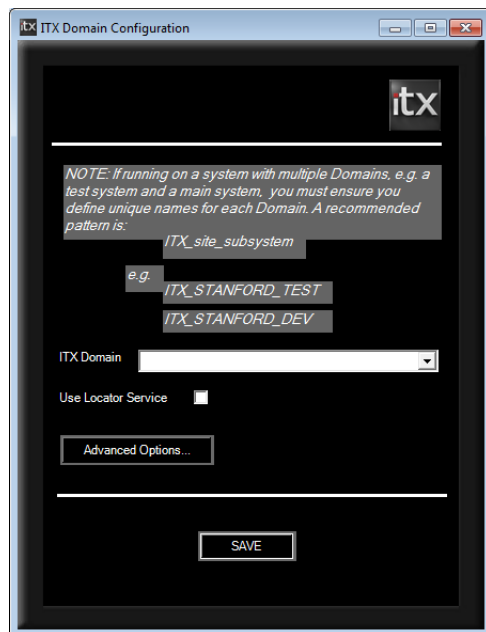 itx ITX Domain Configuration
itx
NOTE: If running on a system with multiple Domains, e.g. a
test system and a main system, you must ensure you
define unique names for each Domain. A recommended
pattern is:
ITX_site_subsystem
e.g.
ITX_STANFORD_TEST
ITX_STANFORD_DEV
ITX Domain
Use Locator Service
Advanced Options...
SAVE